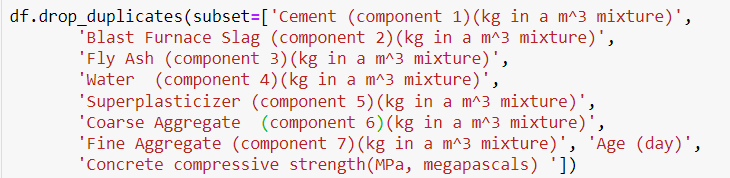 df.drop_duplicates(subset=['Cement (component 1)(kg in a m^3 mixture)',
'Blast Furnace Slag (component 2)(kg in a m^3 mixture)',
'Fly Ash (component 3)(kg in a m^3 mixture)',
'Water  (component 4)(kg in a m^3 mixture)',
'Superplasticizer (component 5)(kg in a m^3 mixture)',
'Coarse Aggregate  (component 6)(kg in a m^3 mixture)',
'Fine Aggregate (component 7)(kg in a m^3 mixture)', 'Age (day)',
'Concrete compressive strength(MPa, megapascals) '])